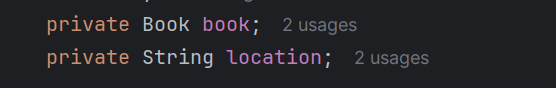 private Book book; 2 usages
private String location; 2 usages